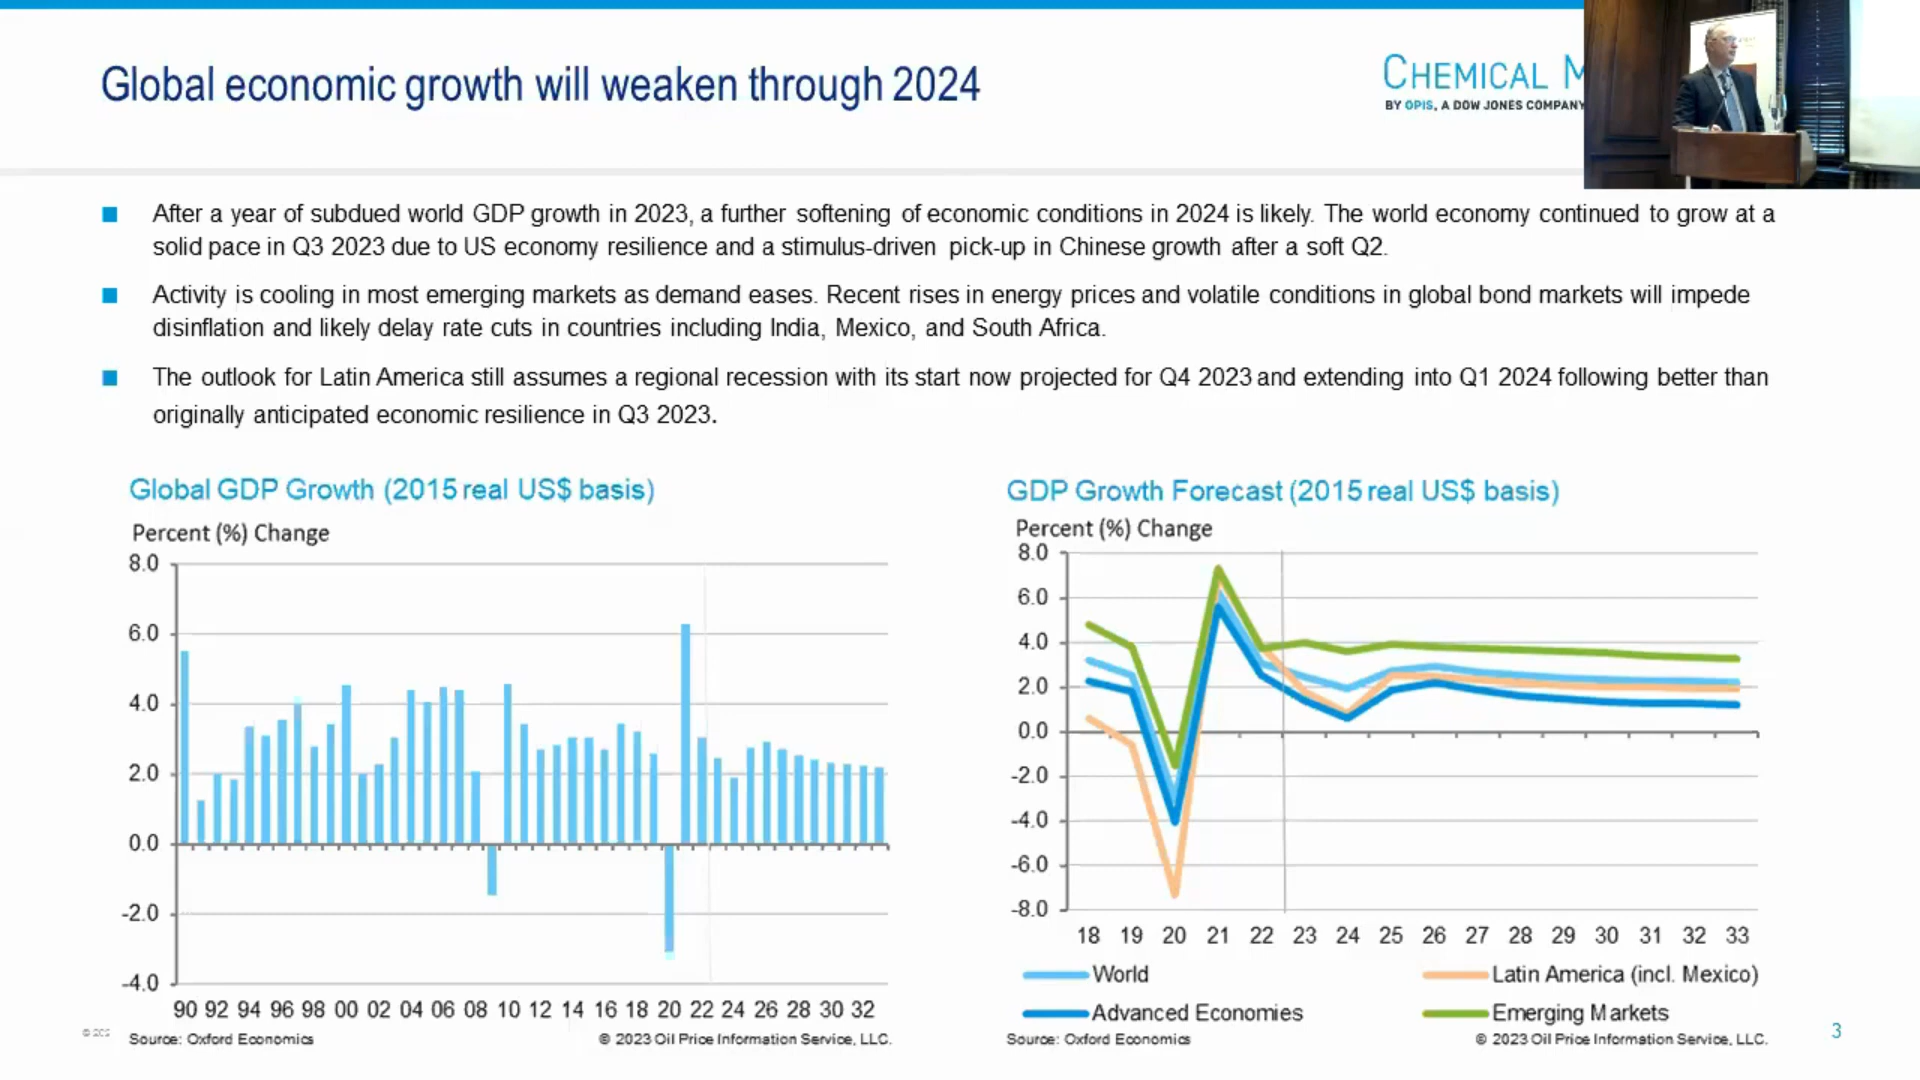 Global economic growth will weaken through 2024
CHEMICAL
BY OPIS, A DOW JONES COMPANY
■ After a year of subdued world GDP growth in 2023, a further softening of economic conditions in 2024 is likely. The world economy continued to grow at a
solid pace in Q3 2023 due to US economy resilience and a stimulus-driven pick-up in Chinese growth after a soft Q2.
■ Activity is cooling in most emerging markets as demand eases. Recent rises in energy prices and volatile conditions in global bond markets will impede
disinflation and likely delay rate cuts in countries including India, Mexico, and South Africa.
■ The outlook for Latin America still assumes a regional recession with its start now projected for Q4 2023 and extending into Q1 2024 following better than
originally anticipated economic resilience in Q3 2023.
Global GDP Growth (2015 real US$ basis)
Percent (%) Change
8.0
6.0
4.0
2.0
0.0
-2.0
-4.0
90 92 94 96 98 00 02 04 06 08 10 12 14 16 18 20 22 24 26 28 30 32
Source: Oxford Economics © 2023 Oil Price Information Service, LLC.
GDP Growth Forecast (2015 real US$ basis)
Percent (%) Change
8.0
6.0
4.0
2.0
0.0
-2.0
-4.0
-6.0
-8.0
18 19 20 21 22 23 24 25 26 27 28 29 30 31 32 33
World Latin America (incl. Mexico)
Advanced Economies Emerging Markets
Source: Oxford Economics © 2023 Oil Price Information Service, LLC.
3